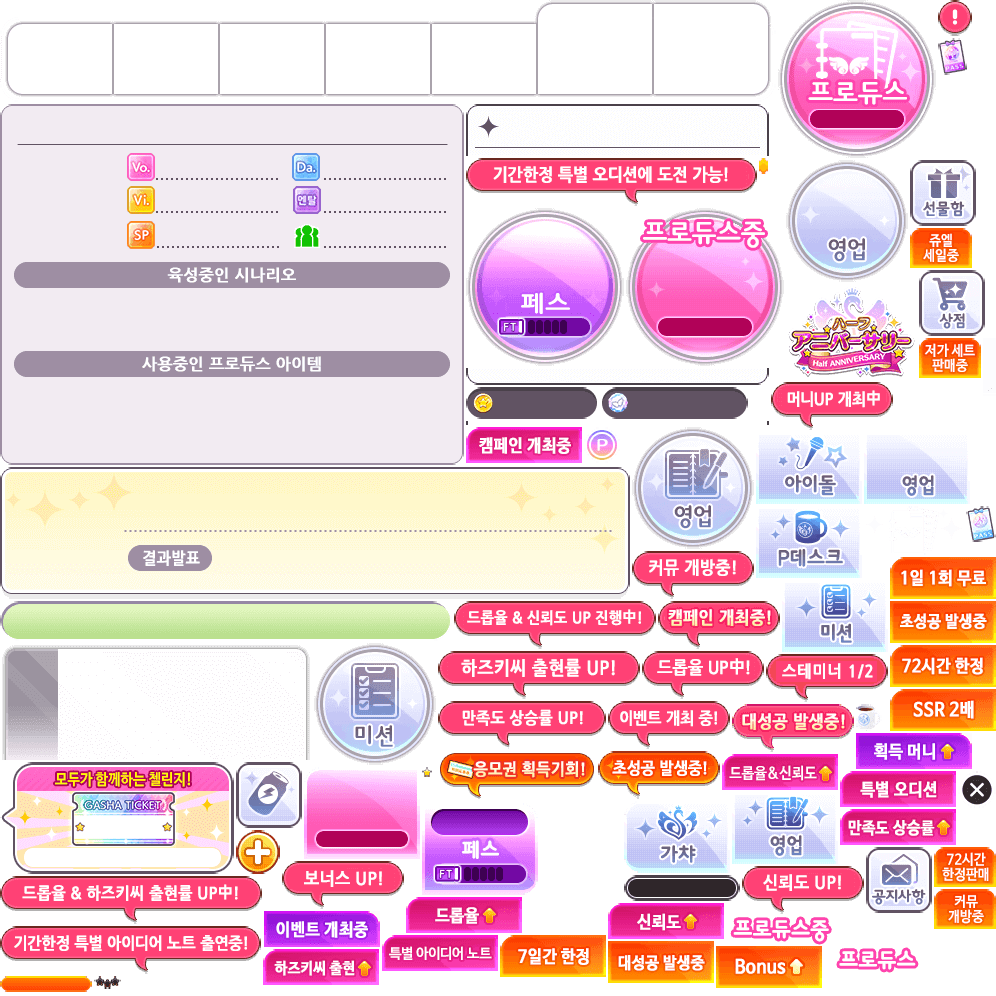 프로듀스
!
PASS
Vo.
Da.
Vi.
멘탈
SP
육성중인 시나리오
사용중인 프로듀스 아이템
기간한정 특별 오디션에 도전 가능!
페스
FT
프로듀스중
영업
선물함
쥬엘
세일중
상점
저가 세트
판매중
ハーフ
アニバーサリー
Half ANNIVERSARY
머니UP 개최中
캠페인 개최중
P
영업
아이돌
영업
P데스크
PASS
결과발표
커뮤 개방중!
미션
1일 1회 무료
드롭율 & 신뢰도 UP 진행中!
캠페인 개최중!
초성공 발생중
하즈키씨 출현률 UP!
드롭율 UP中!
스테미너 1/2
72시간 한정
미션
만족도 상승률 UP!
이벤트 개최 중!
대성공 발생중!
SSR 2배
획득 머니
모두가 함께하는 첼린지!
GASHA TICKET
응모권 획득기회!
초성공 발생중!
드롭율&신뢰도
특별 오디션
만족도 상승률
페스
FT
가챠
영업
공지사항
72시간
한정판매
커뮤
개방중
드롭율 & 하즈키씨 출현률 UP中!
보너스 UP!
신뢰도 UP!
이벤트 개최중
드롭율
신뢰도
프로듀스중
기간한정 특별 아이디어 노트 출연중!
하즈키씨 출현
특별 아이디어 노트
7일간 한정
대성공 발생중
Bonus
프로듀스